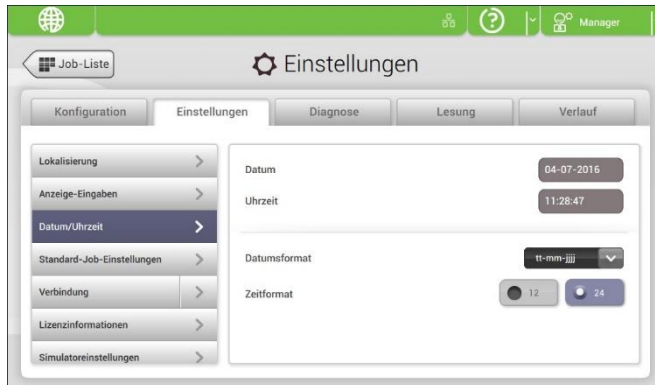 Manager
Job-Liste
Einstellungen
Konfiguration
Einstellungen
Diagnose
Lesung
Verlauf
Lokalisierung
Anzeige-Eingaben
Datum/Uhrzeit
Standard-Job-Einstellungen
Verbindung
Lizenzinformationen
Simulatoreinstellungen
Datum
04-07-2016
Uhrzeit
11:28:47
Datumsformat
tt-mm-jjjj
Zeitformat
12
24